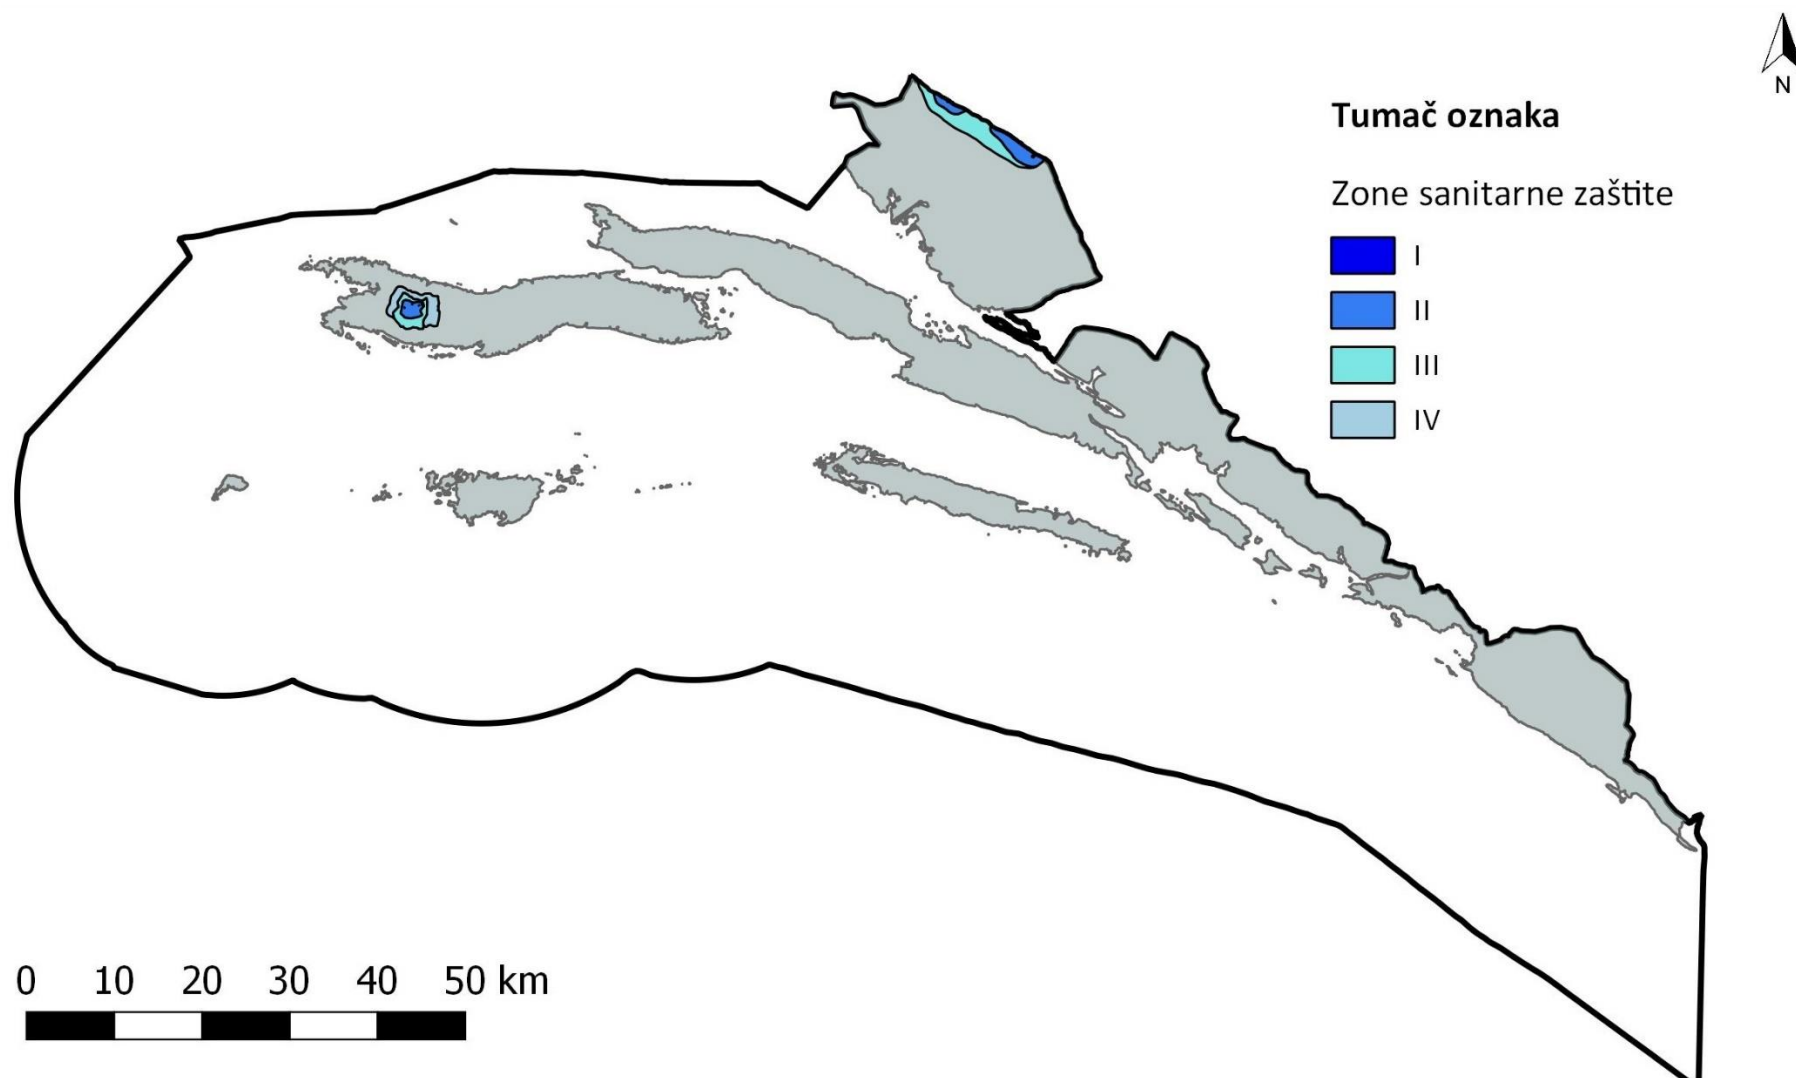 N
Tumač oznaka
Zone sanitarne zaštite
I
II
III
IV
0 10 20 30 40 50 km